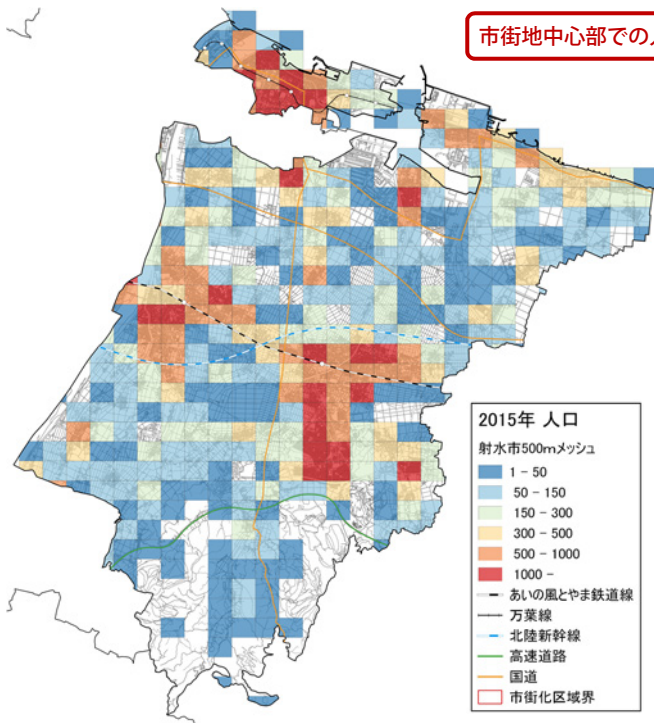 市街地中心部での
2015年 人口
射水市500mメッシュ
1 - 50
50 - 150
150 - 300
300 - 500
500 - 1000
1000 -
あいの風とやま鉄道線
万葉線
北陸新幹線
高速道路
国道
市街化区域界